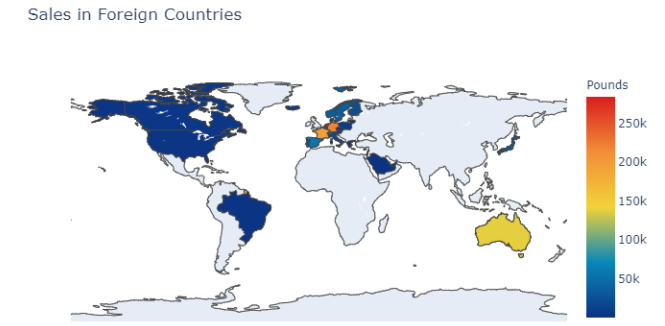 Sales in Foreign Countries
Pounds
250k
200k
150k
100k
50k